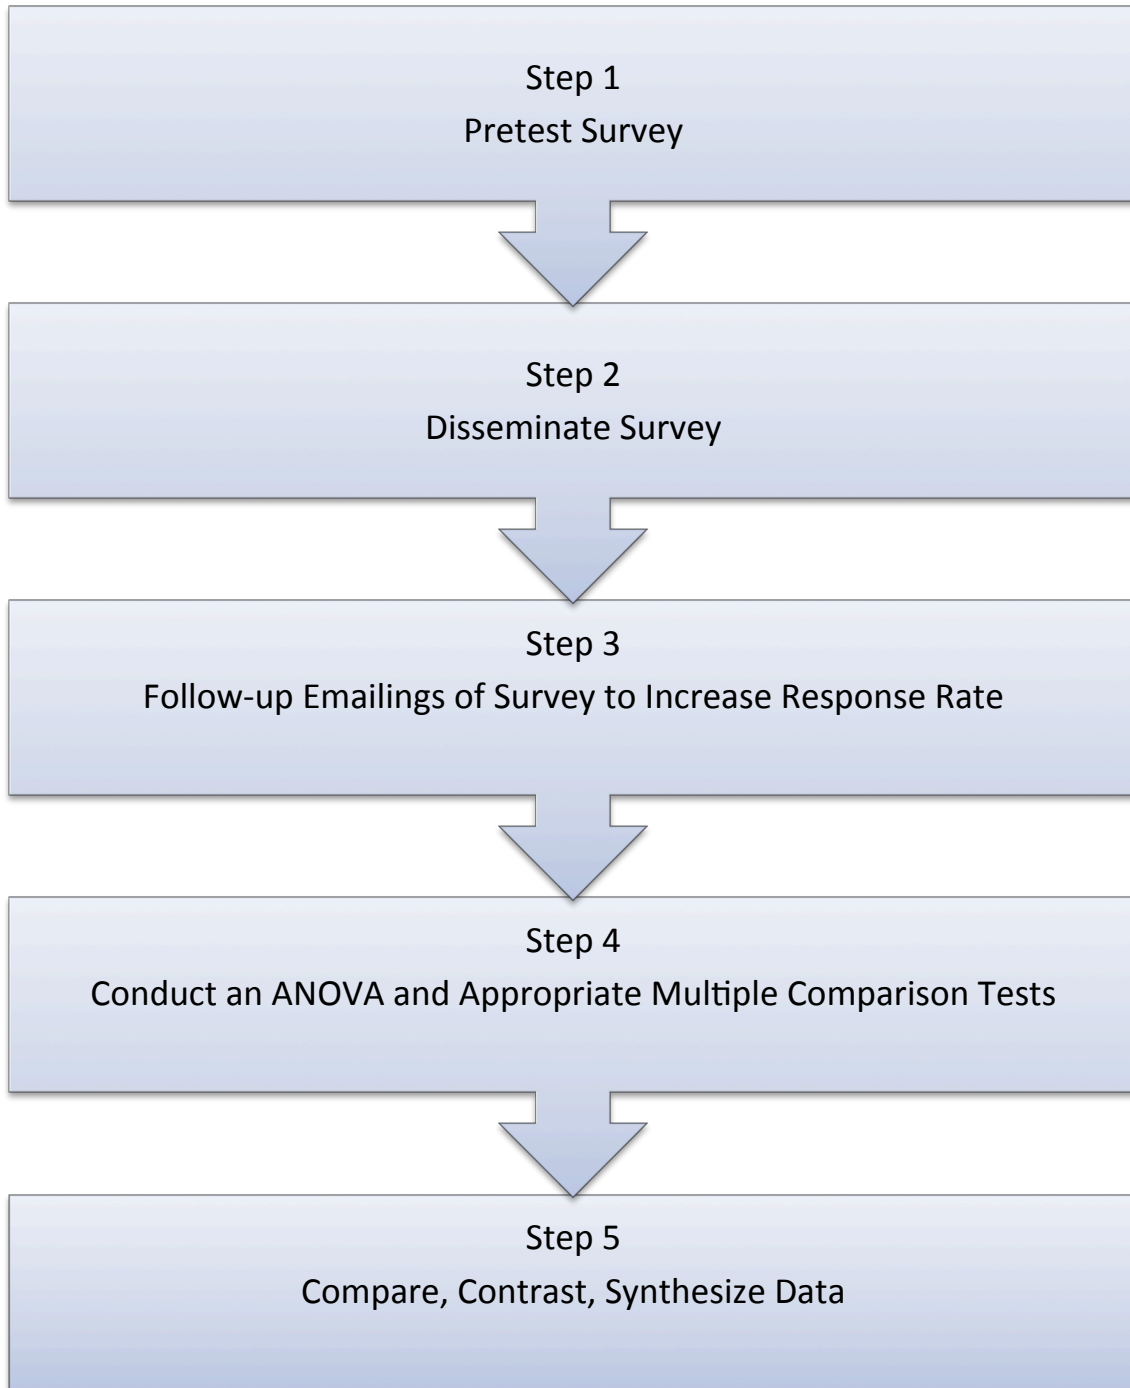 Step 1
Pretest Survey
Step 2
Disseminate Survey
Step 3
Follow-up Emailings of Survey to Increase Response Rate
Step 4
Conduct an ANOVA and Appropriate Multiple Comparison Tests
Step 5
Compare, Contrast, Synthesize Data